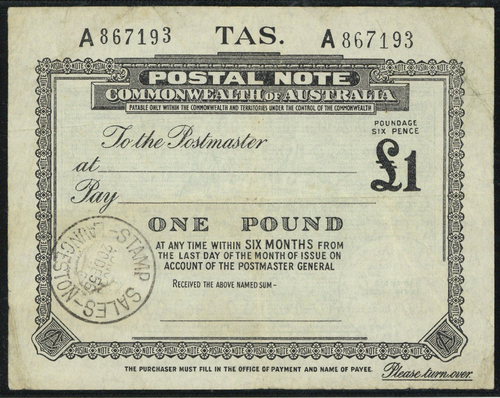 A 867193 TAS. A 867193
POSTAL NOTE
COMMONWEALTH OF AUSTRALIA
PAYABLE ONLY WITHIN THE COMMONWEALTH AND TERRITORIES UNDER THE CONTROL OF THE COMMONWEALTH
POUNDAGE
SIX PENCE
To the Postmaster
£1
at
Pay
ONE POUND
AT ANY TIME WITHIN SIX MONTHS FROM
THE LAST DAY OF THE MONTH OF ISSUE ON
ACCOUNT OF THE POSTMASTER GENERAL
RECEIVED THE ABOVE NAMED SUM-
STAMP SALES-NO
THE PURCHASER MUST FILL IN THE OFFICE OF PAYMENT AND NAME OF PAYEE.
Please turn over.